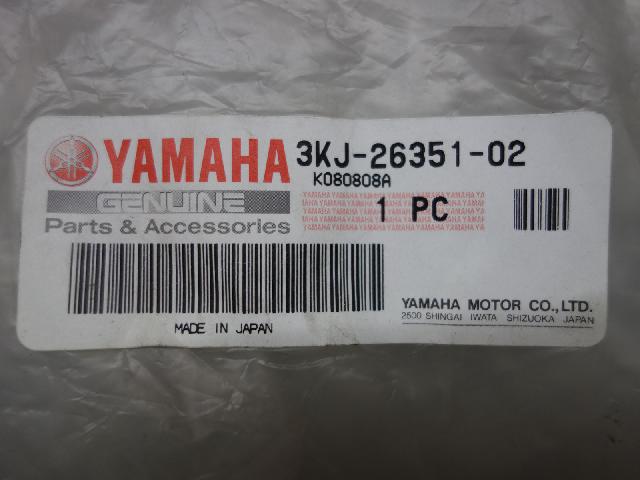 YAMAHA 3KJ-26351-02
K080808A
GENUINE
Parts & Accessories
1 PC
MADE IN JAPAN
YAMAHA MOTOR CO., LTD.
2500 SHINGAI IWATA SHIZUOKA JAPAN